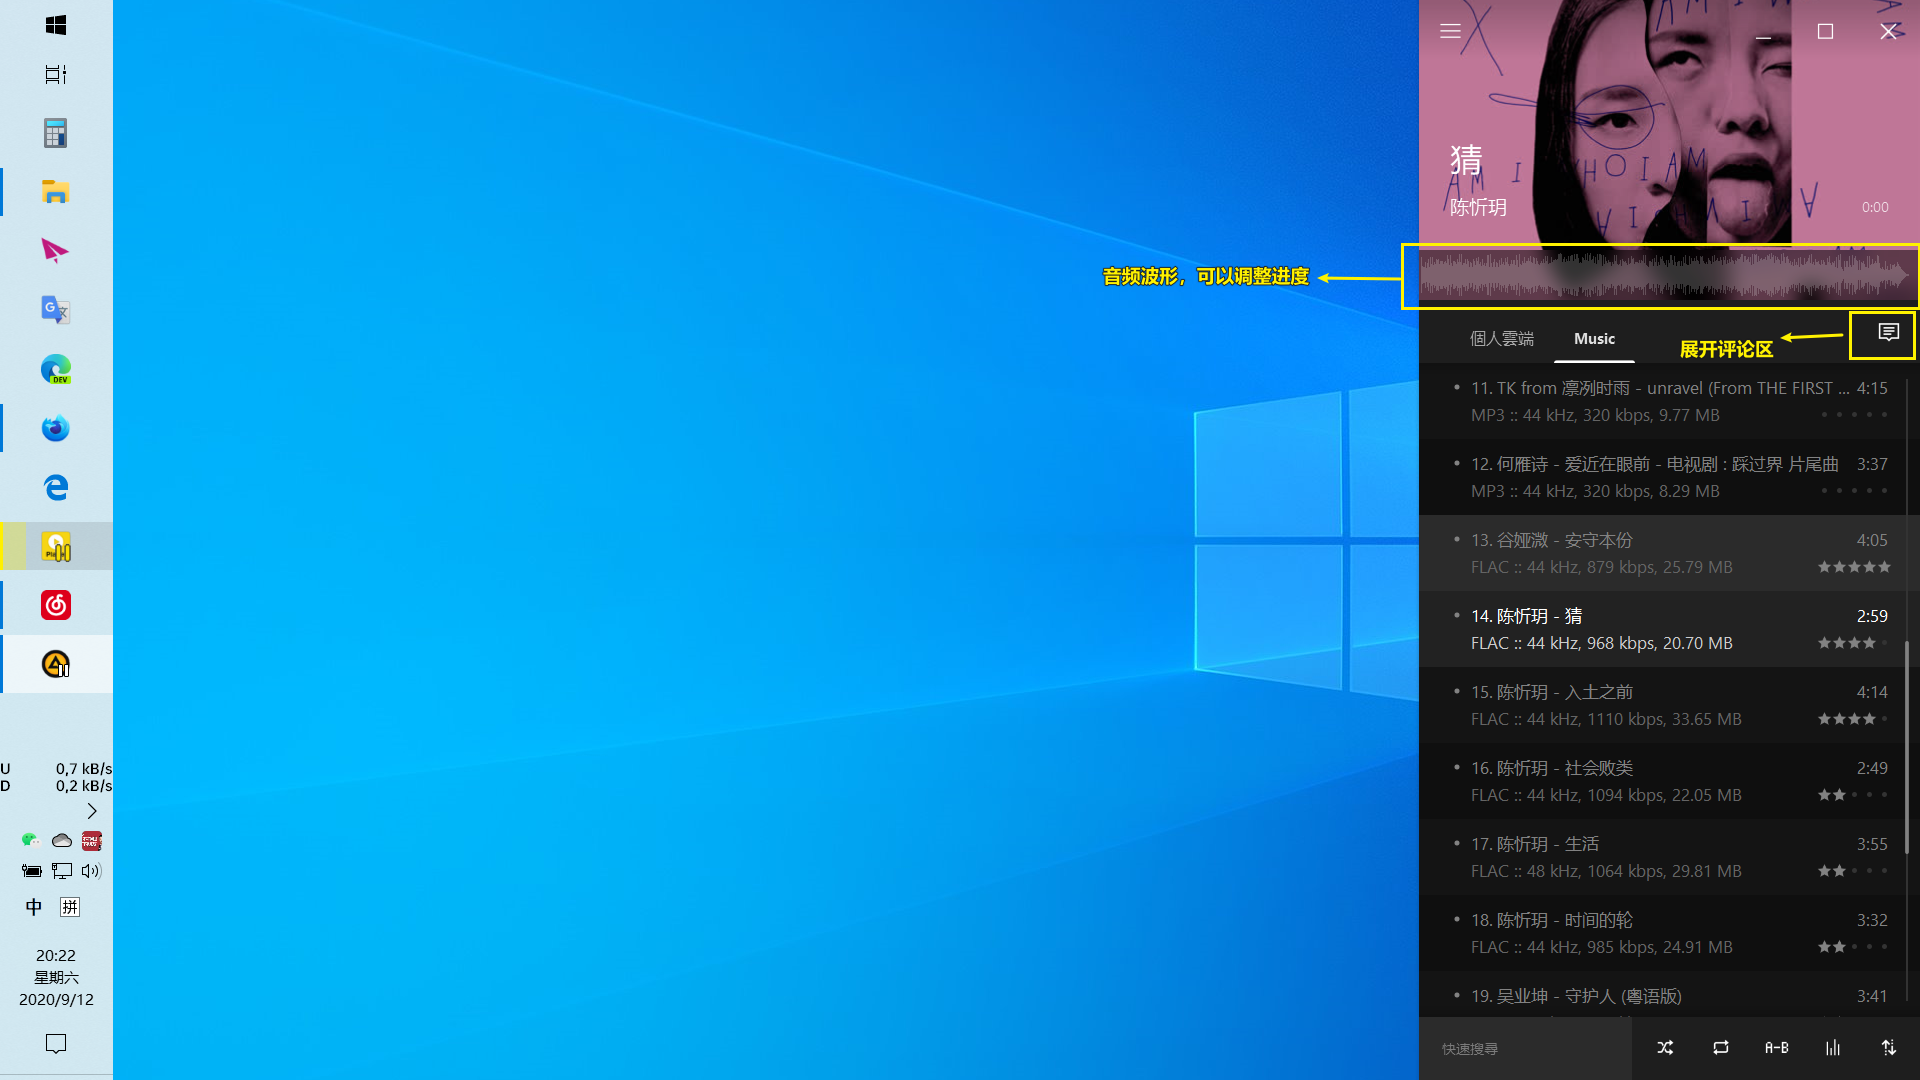 猜
陈忻玥
0:00
音频波形，可以调整进度
個人雲端
Music
展开评论区
11. TK from 凛冽时雨 - unravel (From THE FIRST ... 4:15
MP3 :: 44 kHz, 320 kbps, 9.77 MB
12. 何雁诗 - 爱近在眼前 - 电视剧 : 踩过界 片尾曲 3:37
MP3 :: 44 kHz, 320 kbps, 8.29 MB
13. 谷娅溦 - 安守本份 4:05
FLAC :: 44 kHz, 879 kbps, 25.79 MB
14. 陈忻玥 - 猜 2:59
FLAC :: 44 kHz, 968 kbps, 20.70 MB
15. 陈忻玥 - 入土之前 4:14
FLAC :: 44 kHz, 1110 kbps, 33.65 MB
16. 陈忻玥 - 社会败类 2:49
FLAC :: 44 kHz, 1094 kbps, 22.05 MB
17. 陈忻玥 - 生活 3:55
FLAC :: 48 kHz, 1064 kbps, 29.81 MB
18. 陈忻玥 - 时间的轮 3:32
FLAC :: 44 kHz, 985 kbps, 24.91 MB
19. 吴业坤 - 守护人 (粤语版) 3:41
快速搜尋
A-B
DEV
U 0,7 kB/s
D 0,2 kB/s
中 拼
20:22
星期六
2020/9/12